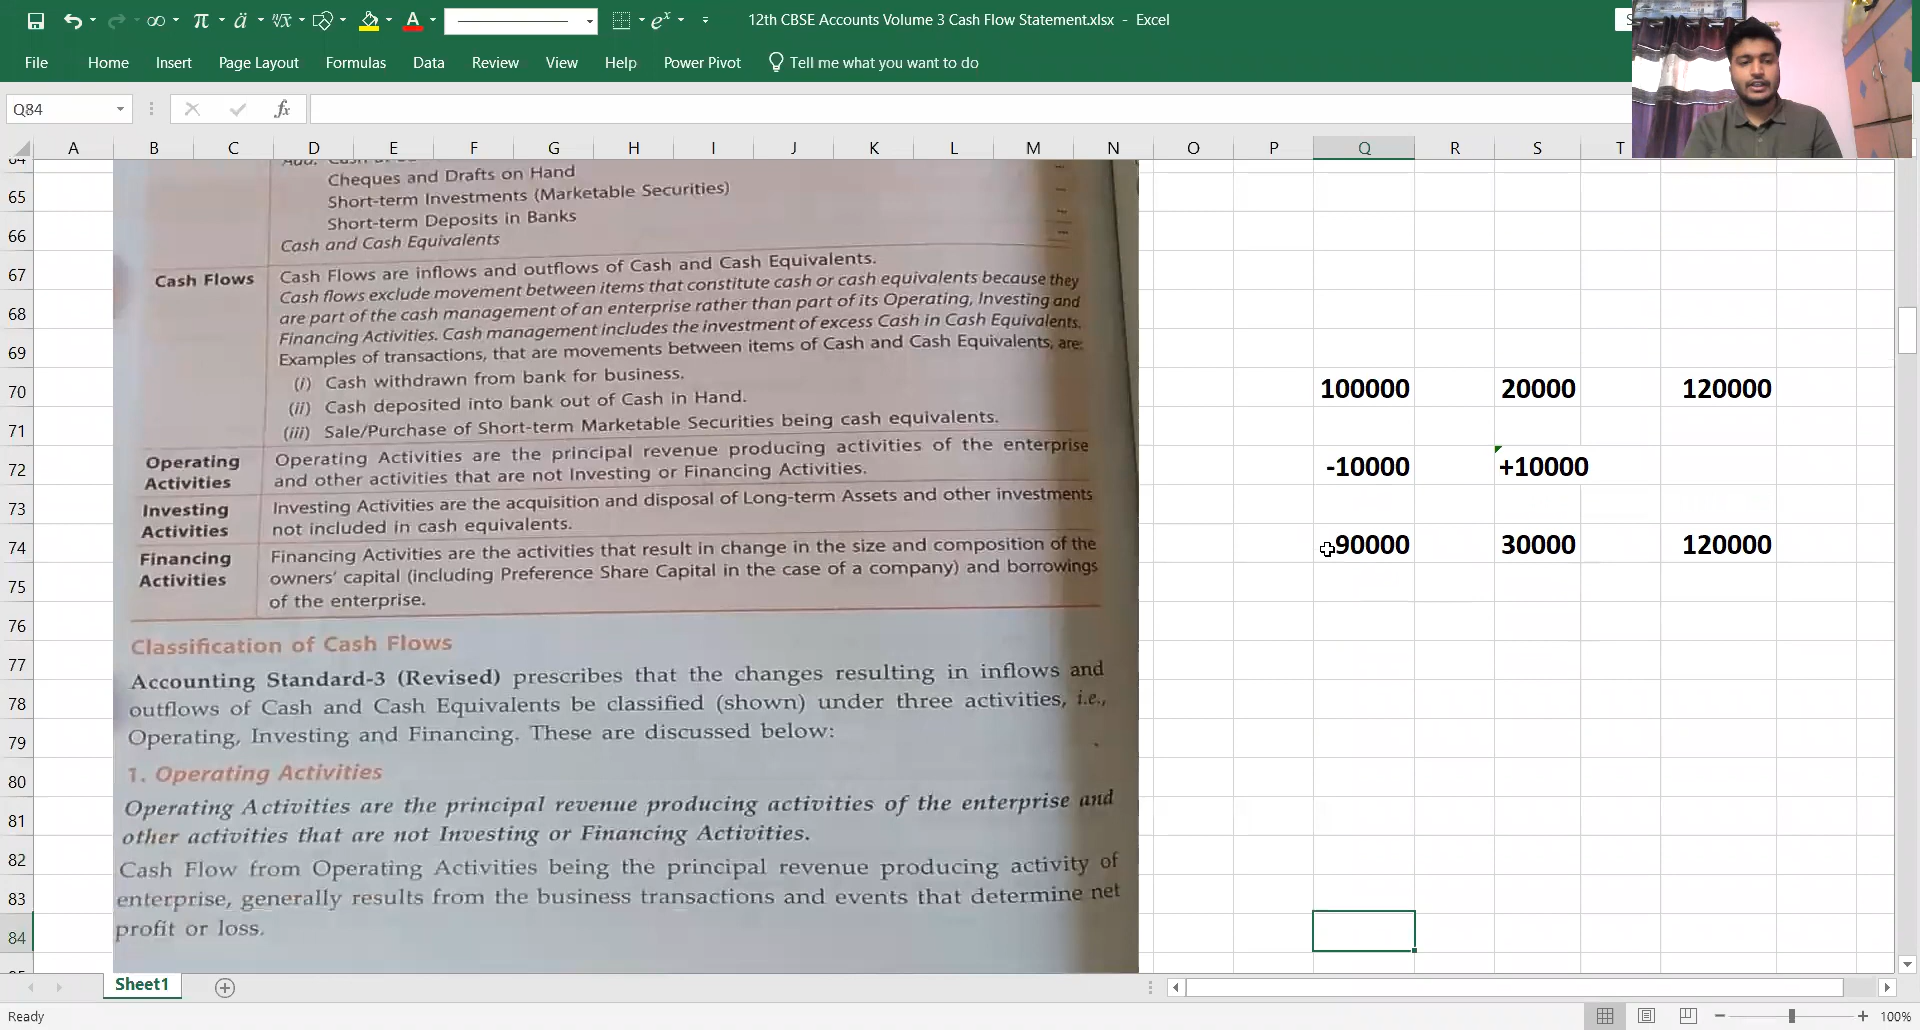 12th CBSE Accounts Volume 3 Cash Flow Statement.xlsx - Excel
File Home Insert Page Layout Formulas Data Review View Help Power Pivot Tell me what you want to do
Q84
fx
A B C D E F G H I J K L M N O P Q R S T
65 Cheques and Drafts on Hand
Short-term Investments (Marketable Securities)
66 Short-term Deposits in Banks
Cash and Cash Equivalents
67 Cash Flows Cash Flows are inflows and outflows of Cash and Cash Equivalents.
Cash flows exclude movement between items that constitute cash or cash equivalents because they
68 are part of the cash management of an enterprise rather than part of its Operating, Investing and
Financing Activities. Cash management includes the investment of excess Cash in Cash Equivalents.
69 Examples of transactions, that are movements between items of Cash and Cash Equivalents, are:
70 (i) Cash withdrawn from bank for business. 100000 20000 120000
(ii) Cash deposited into bank out of Cash in Hand.
71 (iii) Sale/Purchase of Short-term Marketable Securities being cash equivalents.
72 Operating Activities Operating Activities are the principal revenue producing activities of the enterprise
and other activities that are not Investing or Financing Activities. -10000 +10000
73 Investing Activities Investing Activities are the acquisition and disposal of Long-term Assets and other investments
not included in cash equivalents.
74 Financing Activities Financing Activities are the activities that result in change in the size and composition of the 90000 30000 120000
75 owners' capital (including Preference Share Capital in the case of a company) and borrowings
of the enterprise.
76
77 Classification of Cash Flows
Accounting Standard-3 (Revised) prescribes that the changes resulting in inflows and
78 outflows of Cash and Cash Equivalents be classified (shown) under three activities, i.e.,
79 Operating, Investing and Financing. These are discussed below:
80 1. Operating Activities
81 Operating Activities are the principal revenue producing activities of the enterprise and
other activities that are not Investing or Financing Activities.
82 Cash Flow from Operating Activities being the principal revenue producing activity of
83 enterprise, generally results from the business transactions and events that determine net
84 profit or loss.
Sheet1
Ready
100%